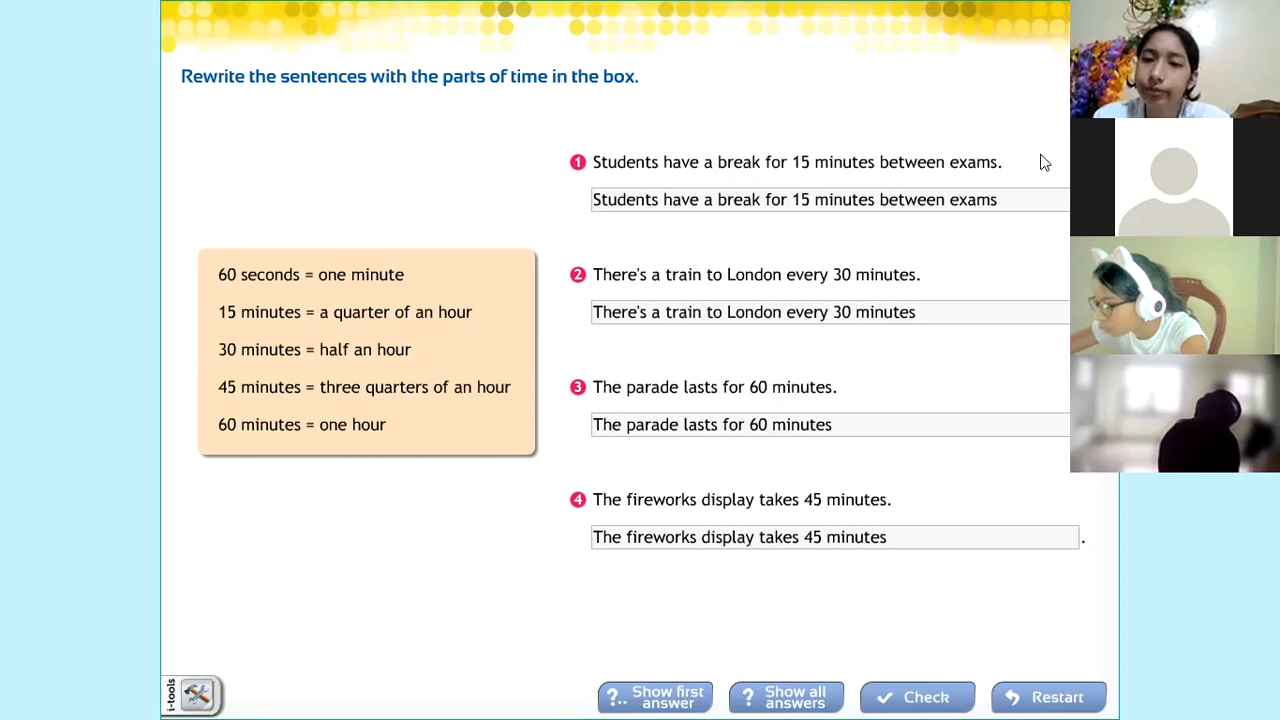 Rewrite the sentences with the parts of time in the box.
60 seconds = one minute
15 minutes = a quarter of an hour
30 minutes = half an hour
45 minutes = three quarters of an hour
60 minutes = one hour
1 Students have a break for 15 minutes between exams.
Students have a break for 15 minutes between exams
2 There's a train to London every 30 minutes.
There's a train to London every 30 minutes
3 The parade lasts for 60 minutes.
The parade lasts for 60 minutes
4 The fireworks display takes 45 minutes.
The fireworks display takes 45 minutes .
i-tools
?.. Show first
answer
? Show all
answers
Check
Restart